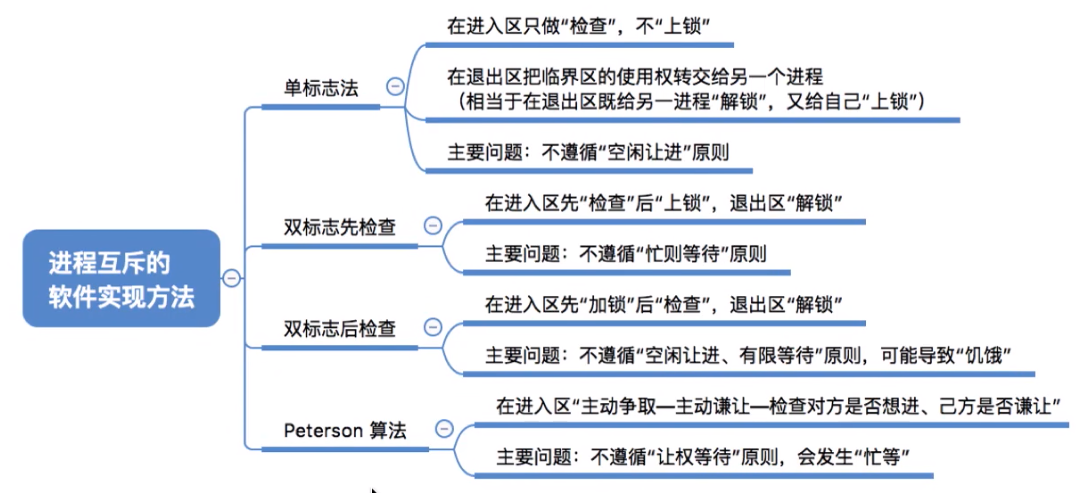 进程互斥的
软件实现方法
单标志法
在进入区只做“检查”，不“上锁”
在退出区把临界区的使用权转交给另一个进程
（相当于在退出区既给另一进程“解锁”，又给自己“上锁”）
主要问题：不遵循“空闲让进”原则
双标志先检查
在进入区先“检查”后“上锁”，退出区“解锁”
主要问题：不遵循“忙则等待”原则
双标志后检查
在进入区先“加锁”后“检查”，退出区“解锁”
主要问题：不遵循“空闲让进、有限等待”原则，可能导致“饥饿”
Peterson 算法
在进入区“主动争取—主动谦让—检查对方是否想进、己方是否谦让”
主要问题：不遵循“让权等待”原则，会发生“忙等”